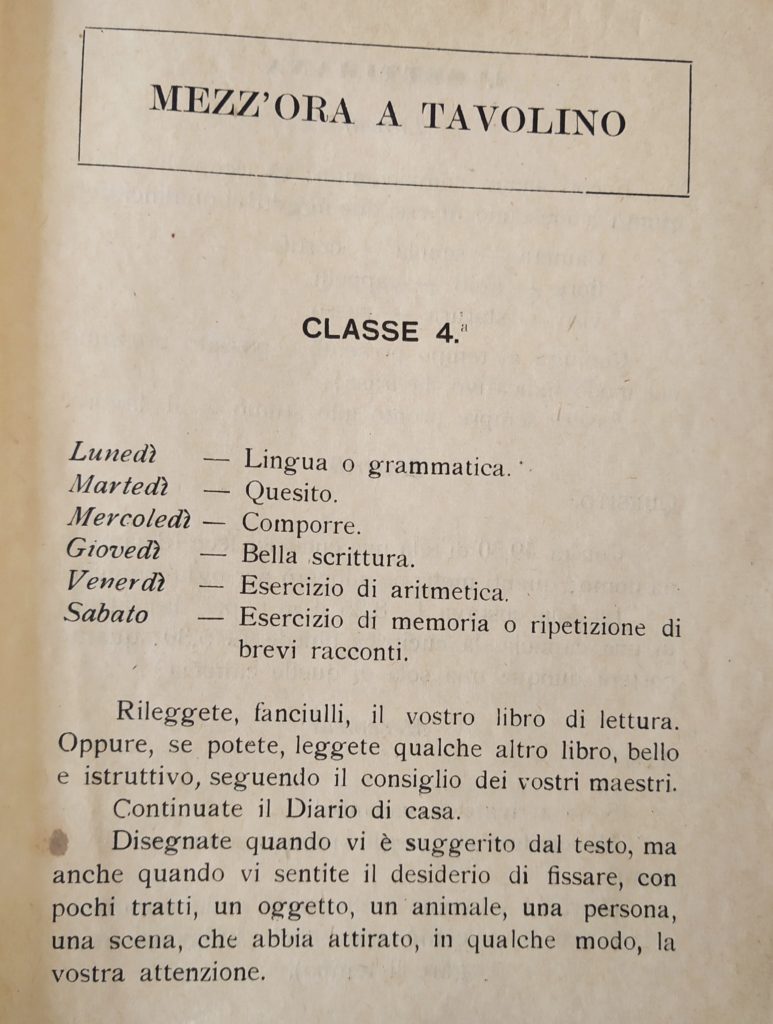 MEZZ'ORA A TAVOLINO
CLASSE 4.ª
Lunedì — Lingua o grammatica.
Martedì — Quesito.
Mercoledì — Comporre.
Giovedì — Bella scrittura.
Venerdì — Esercizio di aritmetica.
Sabato — Esercizio di memoria o ripetizione di
brevi racconti.
Rileggete, fanciulli, il vostro libro di lettura.
Oppure, se potete, leggete qualche altro libro, bello
e istruttivo, seguendo il consiglio dei vostri maestri.
Continuate il Diario di casa.
Disegnate quando vi è suggerito dal testo, ma
anche quando vi sentite il desiderio di fissare, con
pochi tratti, un oggetto, un animale, una persona,
una scena, che abbia attirato, in qualche modo, la
vostra attenzione.